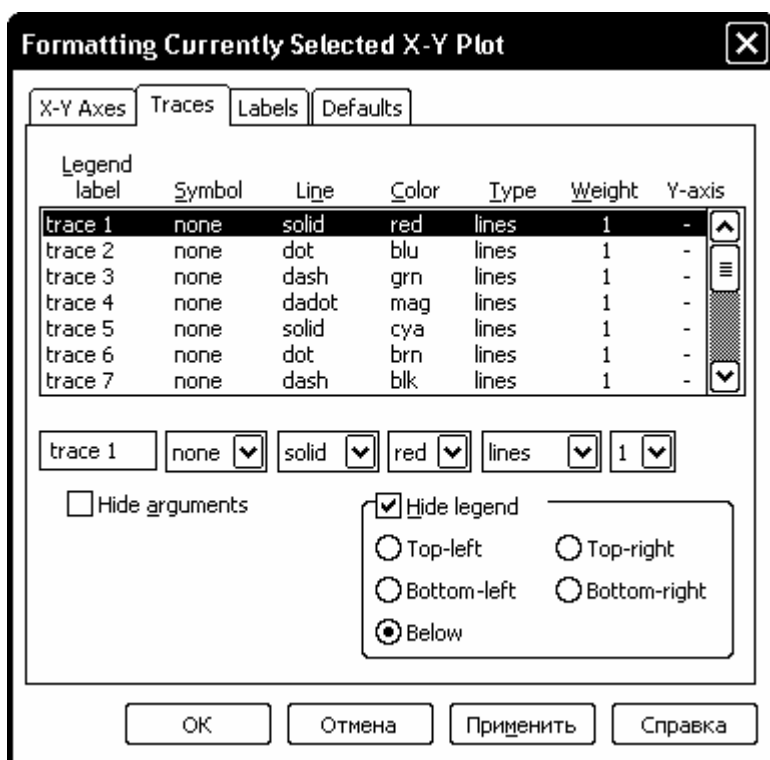 Formatting Currently Selected X-Y Plot
X-Y Axes Traces Labels Defaults
Legend label Symbol Line Color Type Weight Y-axis
trace 1 none solid red lines 1 -
trace 2 none dot blu lines 1 -
trace 3 none dash grn lines 1 -
trace 4 none dadot mag lines 1 -
trace 5 none solid cya lines 1 -
trace 6 none dot brn lines 1 -
trace 7 none dash blk lines 1 -
trace 1 none solid red lines 1
Hide arguments Hide legend
Top-left Top-right
Bottom-left Bottom-right
Below
ОК Отмена Применить Справка